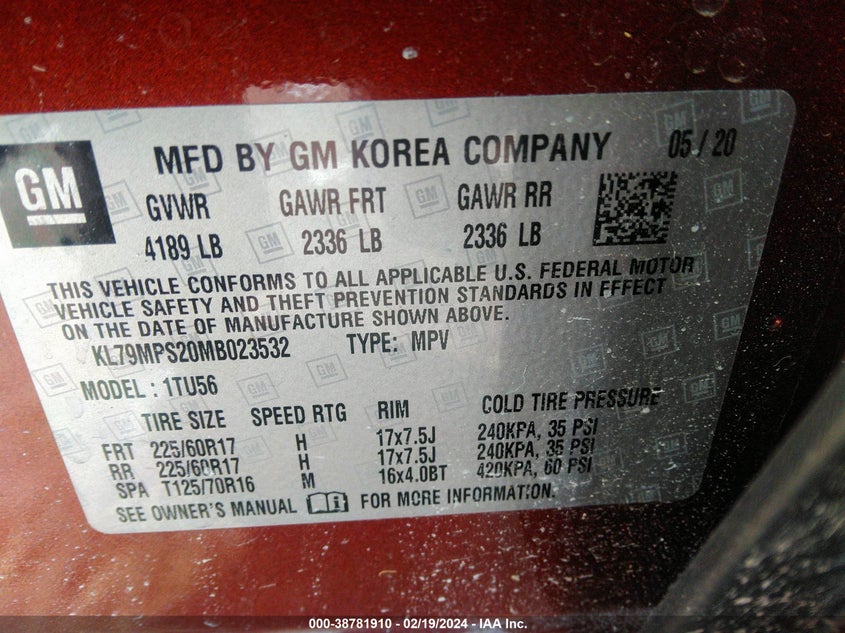 GM
MFD BY GM KOREA COMPANY 05/20
GVWR GAWR FRT GAWR RR
4189 LB 2336 LB 2336 LB
THIS VEHICLE CONFORMS TO ALL APPLICABLE U.S. FEDERAL MOTOR
VEHICLE SAFETY AND THEFT PREVENTION STANDARDS IN EFFECT
ON THE DATE OF MANUFACTURE SHOWN ABOVE.
KL79MPS20MB023532 TYPE: MPV
MODEL : 1TU56
TIRE SIZE SPEED RTG RIM COLD TIRE PRESSURE
FRT 225/60R17 H 17x7.5J 240KPA, 35 PSI
RR 225/60R17 H 17x7.5J 240KPA, 35 PSI
SPA T125/70R16 M 16x4.0BT 420KPA, 60 PSI
SEE OWNER'S MANUAL FOR MORE INFORMATION.
000-38781910 - 02/19/2024 - IAA Inc.